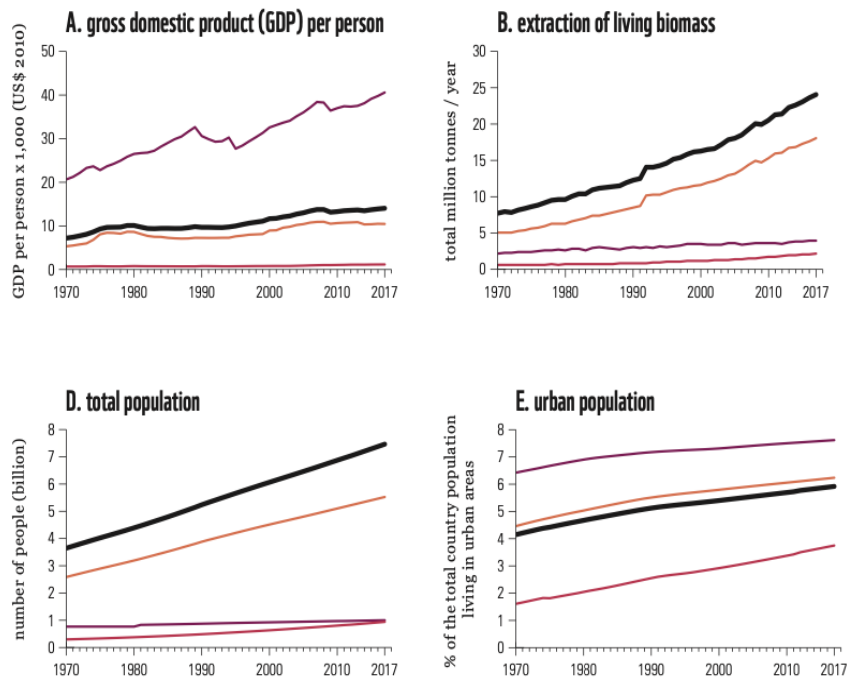 A. gross domestic product (GDP) per person
GDP per person x 1,000 (US$ 2010)
50
40
30
20
10
0
1970 1980 1990 2000 2010 2017
B. extraction of living biomass
total million tonnes / year
30
25
20
15
10
5
0
1970 1980 1990 2000 2010 2017
D. total population
number of people (billion)
8
7
6
5
4
3
2
1
0
1970 1980 1990 2000 2010 2017
E. urban population
% of the total country population
living in urban areas
8
7
6
5
4
3
2
1
0
1970 1980 1990 2000 2010 2017